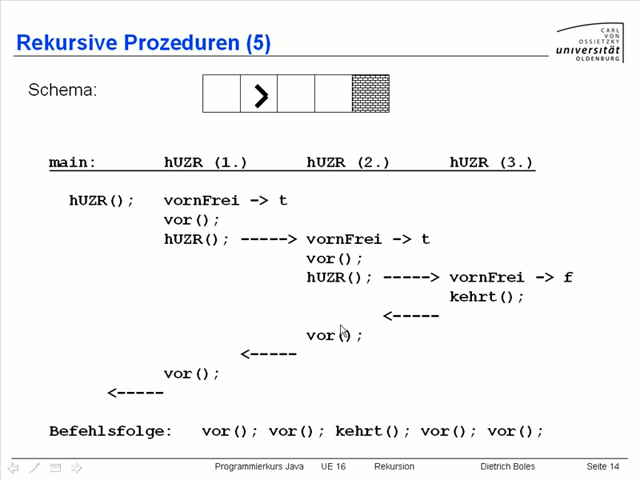 Rekursive Prozeduren (5)
CARL
VON
OSSIETZKY
universität
OLDENBURG
Schema:
main: hUZR (1.) hUZR (2.) hUZR (3.)
hUZR(); vornFrei -> t
vor();
hUZR(); -----> vornFrei -> t
vor();
hUZR(); -----> vornFrei -> f
kehrt();
<-----
vor();
<-----
vor();
<-----
Befehlsfolge: vor(); vor(); kehrt(); vor(); vor();
Programmierkurs Java UE 16 Rekursion Dietrich Boles Seite 14